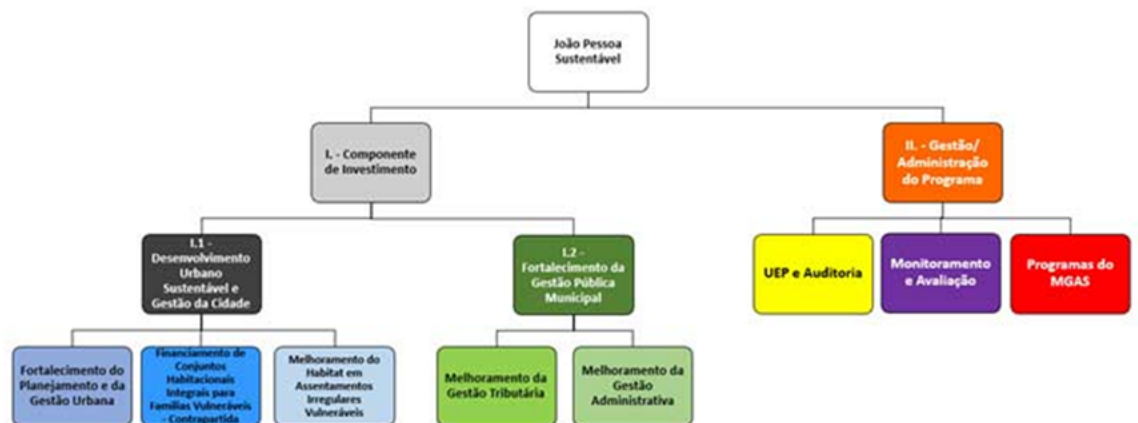 João Pessoa
Sustentável
I. - Componente
de Investimento
II. - Gestão/
Administração
do Programa
I.1 -
Desenvolvimento
Urbano
Sustentável e
Gestão da Cidade
I.2 -
Fortalecimento da
Gestão Pública
Municipal
UEP e Auditoria
Monitoramento
e Avaliação
Programas do
MGAS
Fortalecimento do
Planejamento e da
Gestão Urbana
Financiamento de
Conjuntos
Habitacionais
Integrais para
Famílias Vulneráveis
- Contrapartida
Melhoramento do
Habitat em
Assentamentos
Irregulares
Vulneráveis
Melhoramento da
Gestão Tributária
Melhoramento da
Gestão
Administrativa